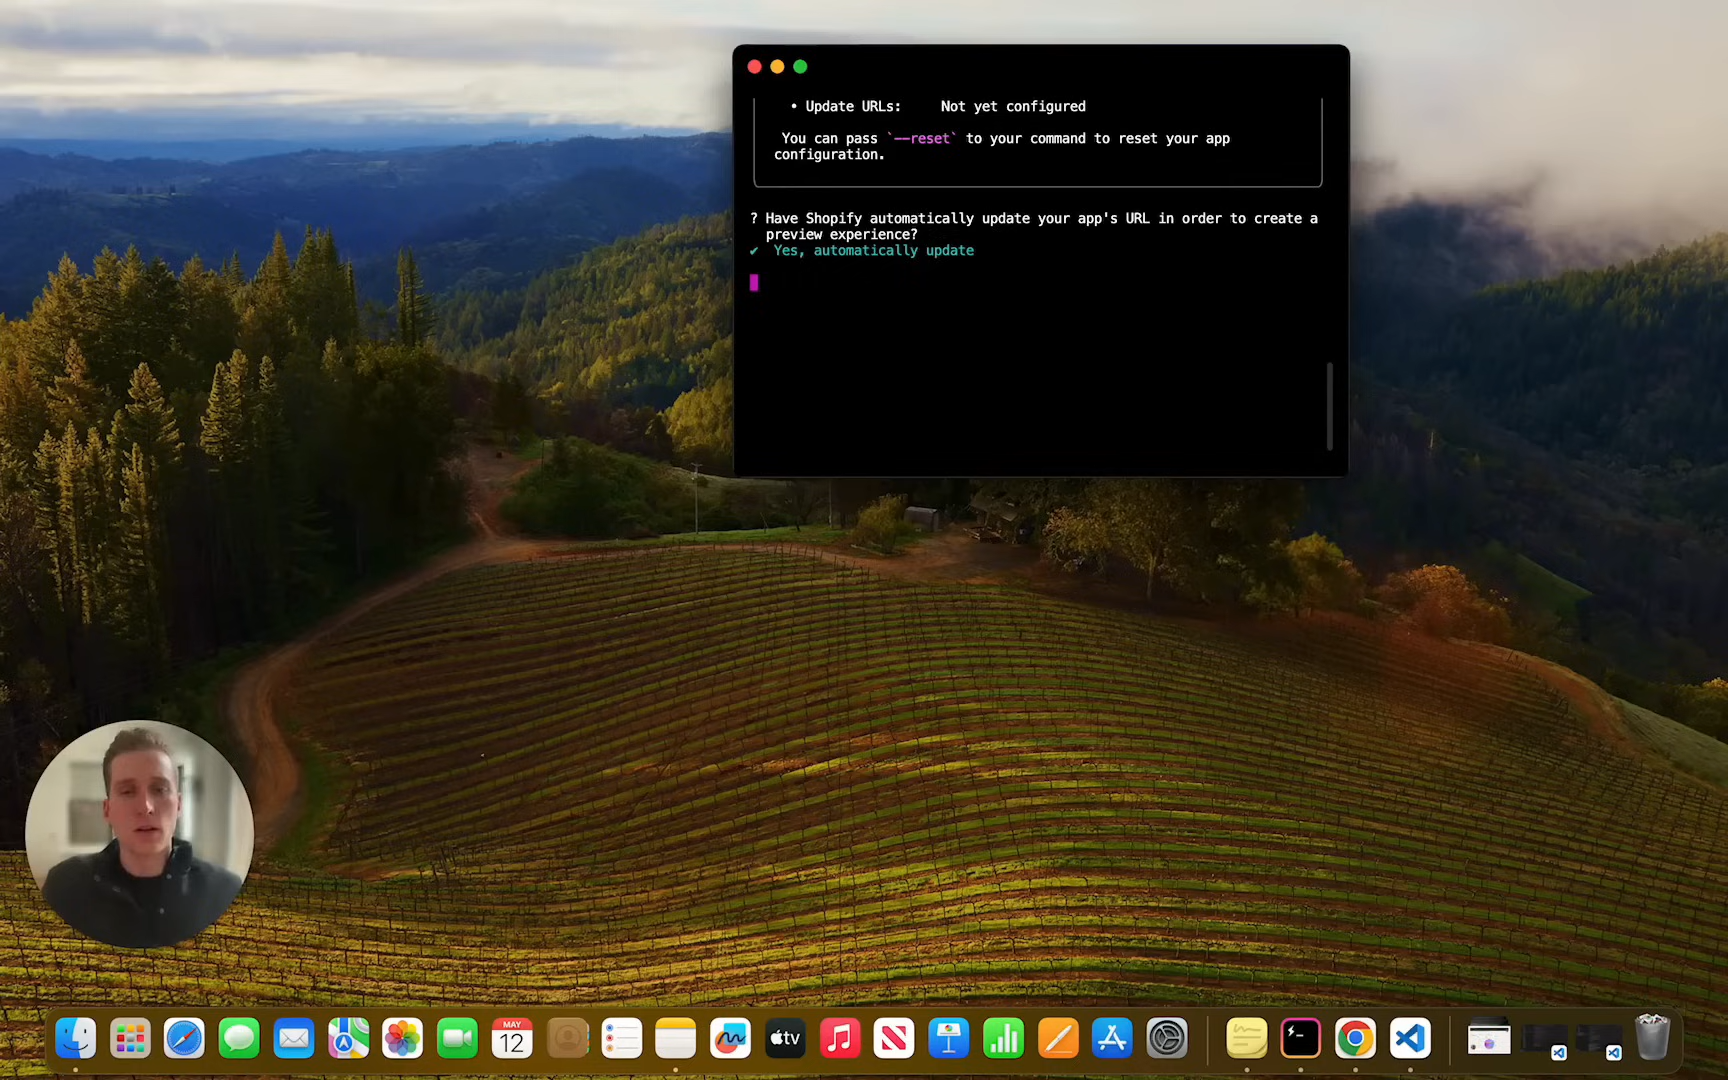 • Update URLs: Not yet configured
You can pass `--reset` to your command to reset your app
configuration.
? Have Shopify automatically update your app's URL in order to create a
preview experience?
✔ Yes, automatically update
MAY
12
tv